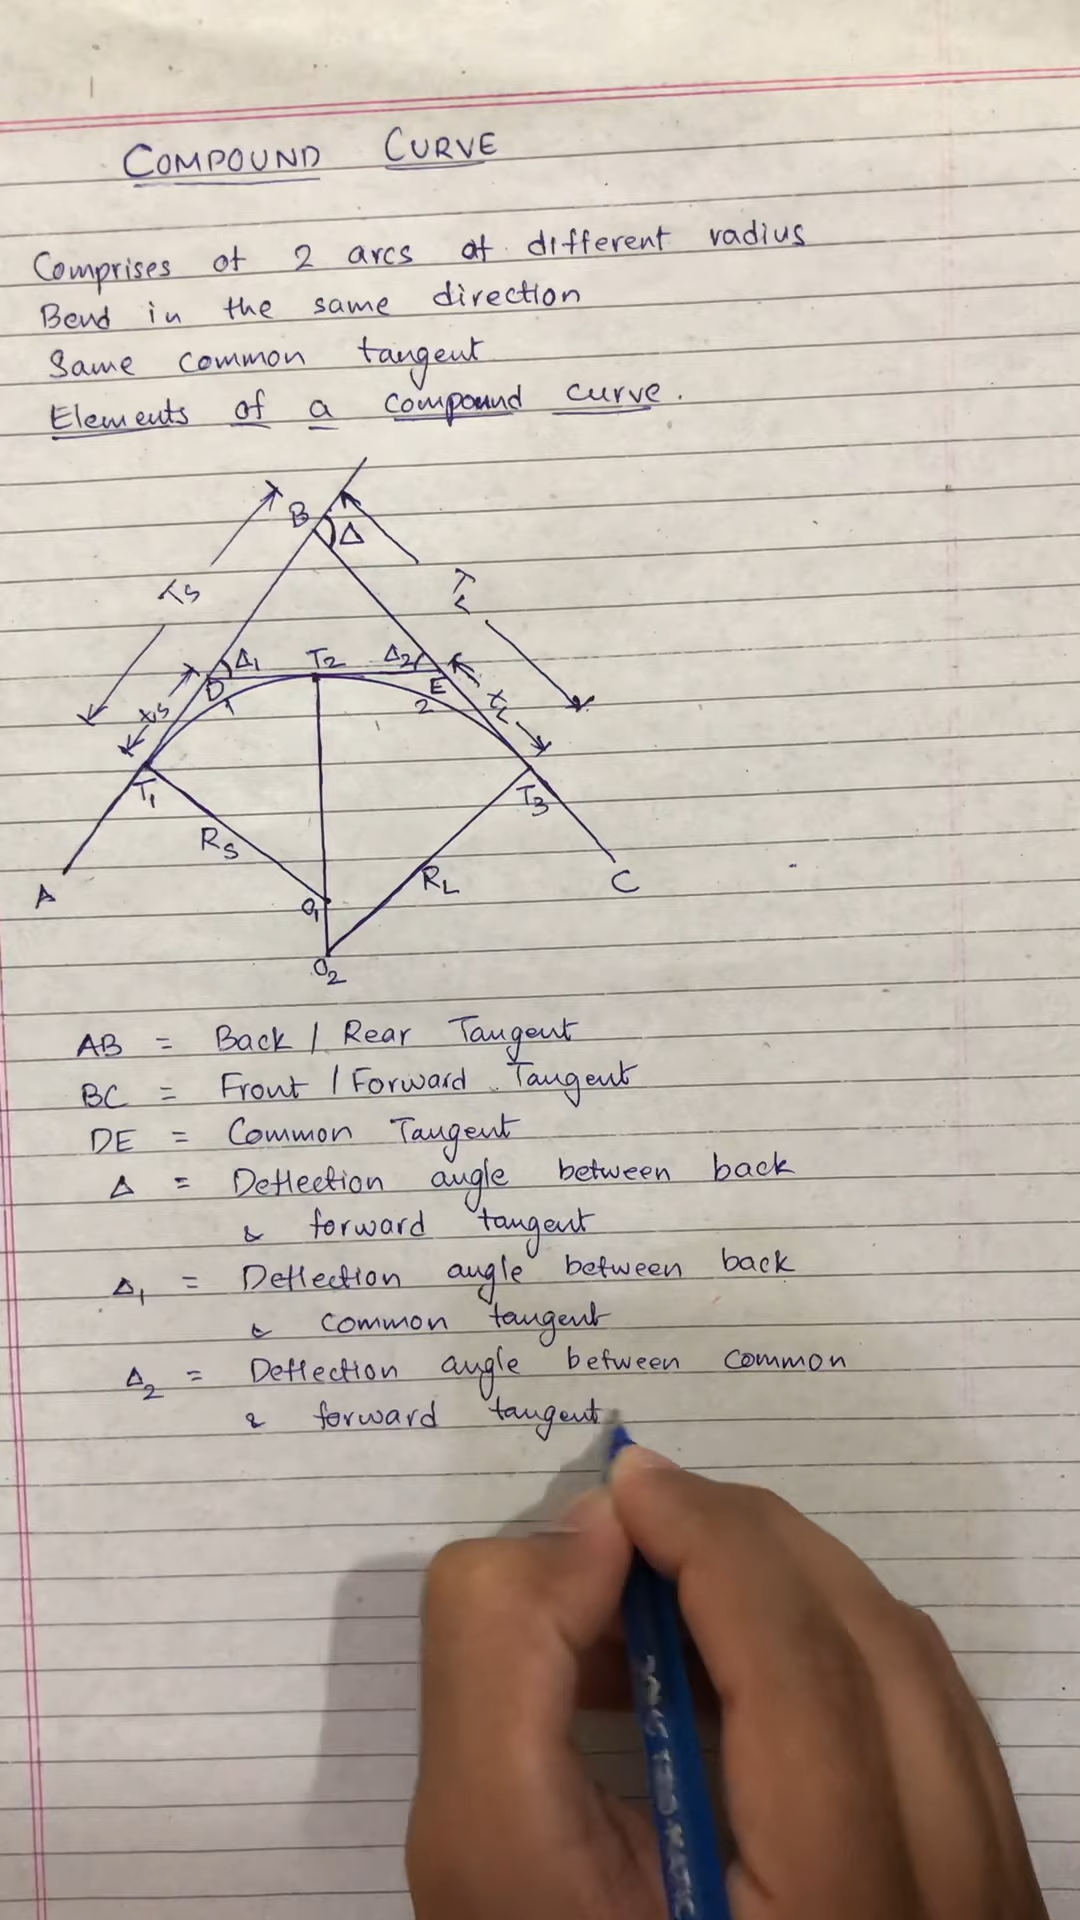 COMPOUND CURVE
Comprises of 2 arcs of different radius
Bend in the same direction
Same common tangent
Elements of a compound curve.
B Δ
Ts
TL
Δ1 T2 Δ2
D E
1 2
ts tL
T1 T3
Rs
RL
A C
O1
O2
AB = Back / Rear Tangent
BC = Front / Forward Tangent
DE = Common Tangent
Δ = Deflection angle between back
& forward tangent
Δ1 = Deflection angle between back
& common tangent
Δ2 = Deflection angle between common
& forward tangent